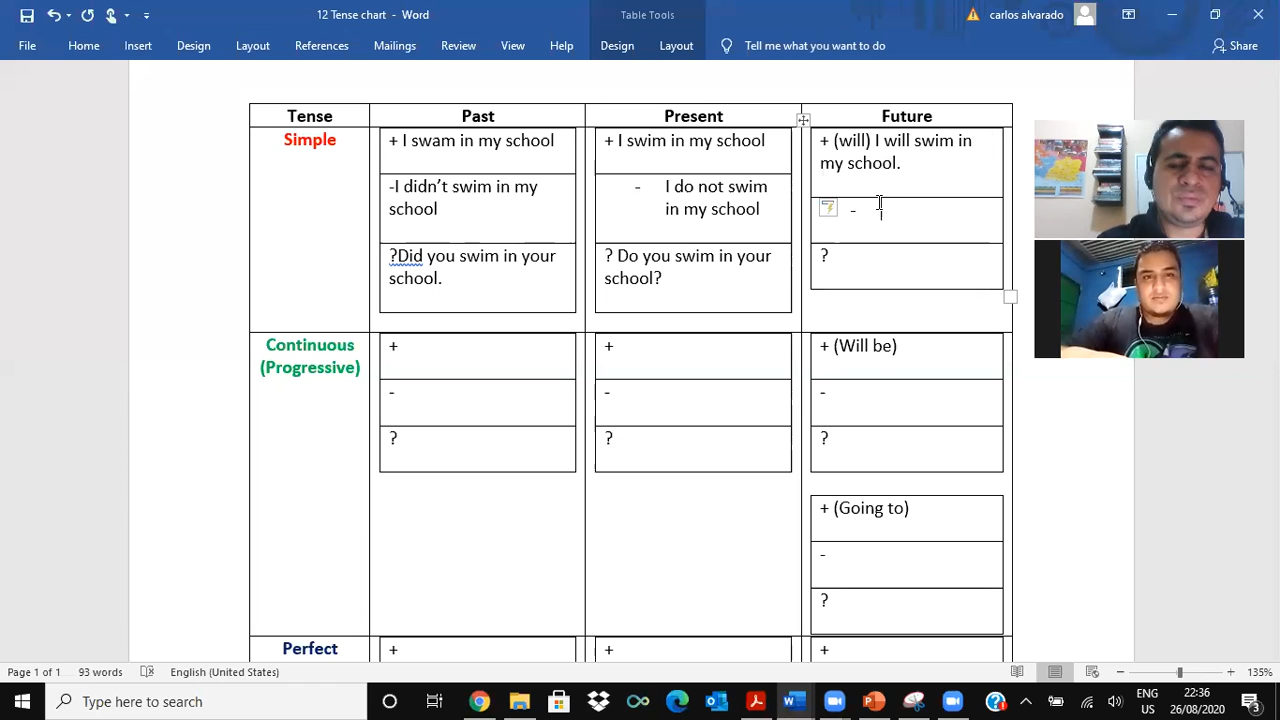 12 Tense chart - Word
Table Tools
carlos alvarado
File Home Insert Design Layout References Mailings Review View Help Design Layout Tell me what you want to do Share
Tense Past Present Future
Simple
+ I swam in my school
-I didn’t swim in my
school
?Did you swim in your
school.
+ I swim in my school
- I do not swim
in my school
? Do you swim in your
school?
+ (will) I will swim in
my school.
-
?
Continuous
(Progressive)
+
-
?
+
-
?
+ (Will be)
-
?
+ (Going to)
-
?
Perfect + + +
Page 1 of 1 93 words English (United States) 135%
Type here to search
ENG
22:36
26/08/2020
3